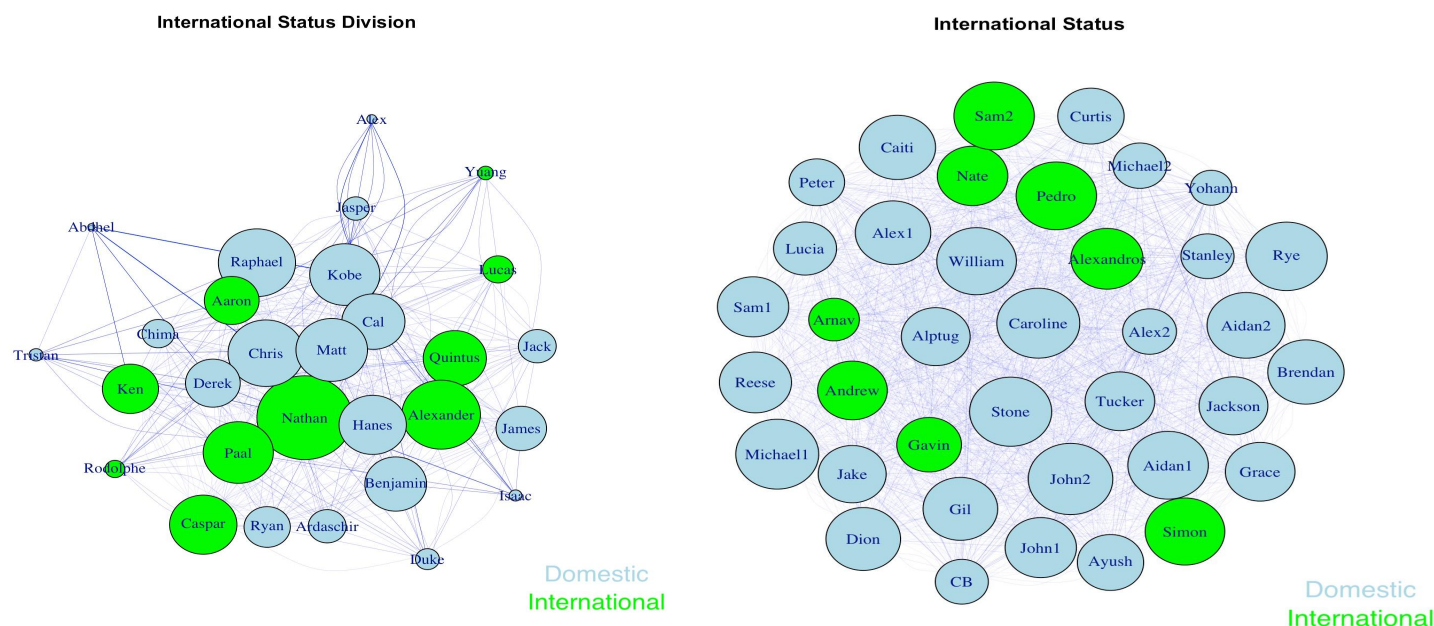 International Status Division
Alex
Yuang
Jasper
Raphael
Kobe
Lucas
Aaron
Cal
Chima
Tristan
Chris
Matt
Jack
Quintus
Ken
Derek
Nathan
Hanes
Alexander
James
Paal
Rodolphe
Benjamin
Isaac
Caspar
Ryan
Ardaschir
Duke
Domestic
International
International Status
Sam2
Curtis
Caiti
Michael2
Nate
Peter
Pedro
Yohann
Alex1
Lucia
William
Alexandros
Stanley
Rye
Sam1
Arnav
Alptug
Caroline
Alex2
Aidan2
Brendan
Reese
Andrew
Stone
Tucker
Jackson
Gavin
Michael1
Jake
John2
Aidan1
Grace
Gil
Dion
John1
Simon
Ayush
CB
Domestic
International